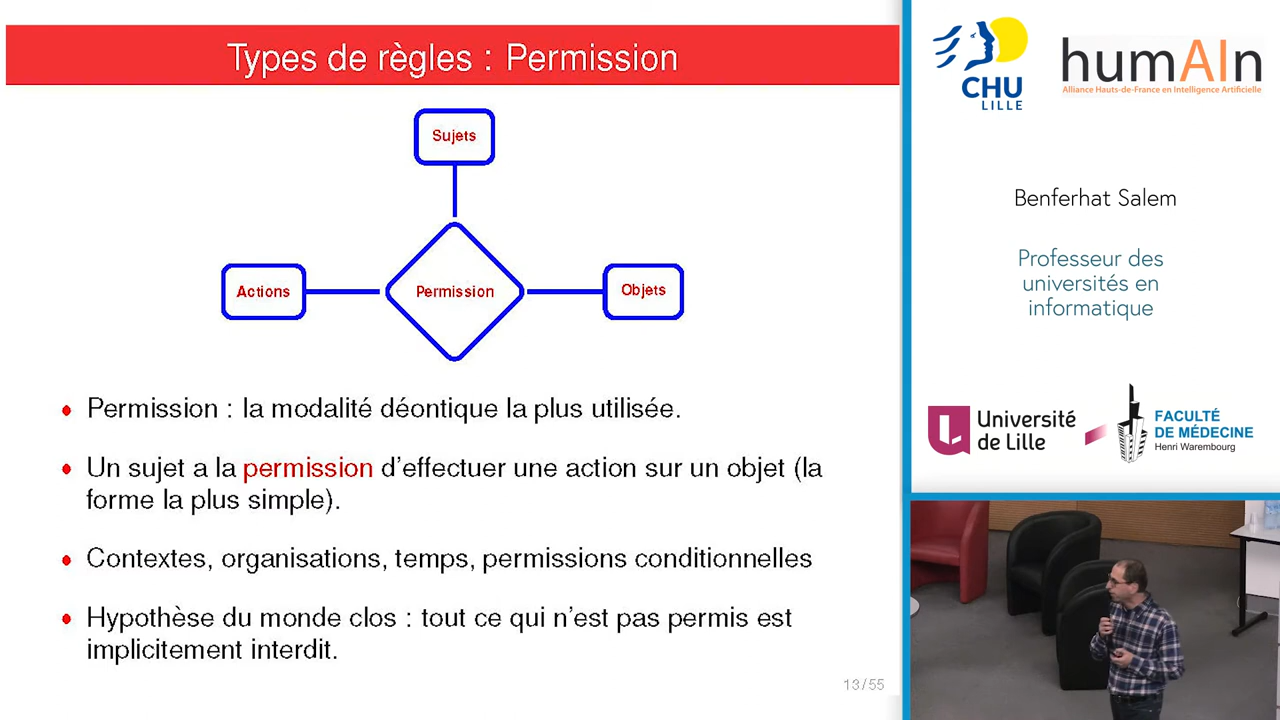 Types de règles : Permission
Sujets
Actions
Permission
Objets
• Permission : la modalité déontique la plus utilisée.
• Un sujet a la permission d'effectuer une action sur un objet (la
forme la plus simple).
• Contextes, organisations, temps, permissions conditionnelles
• Hypothèse du monde clos : tout ce qui n'est pas permis est
implicitement interdit.
13/55
CHU
LILLE
humAIn
Alliance Hauts-de-France en Intelligence Artificielle
Benferhat Salem
Professeur des
universités en
informatique
Université
de Lille
FACULTÉ
DE MÉDECINE
Henri Warembourg